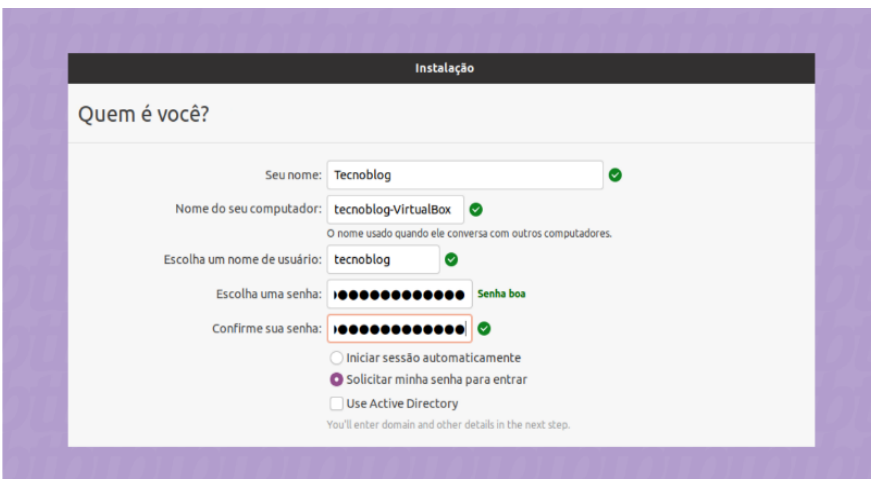 Instalação
Quem é você?
Seu nome: Tecnoblog
Nome do seu computador: tecnoblog-VirtualBox
O nome usado quando ele conversa com outros computadores.
Escolha um nome de usuário: tecnoblog
Escolha uma senha: Senha boa
Confirme sua senha:
Iniciar sessão automaticamente
Solicitar minha senha para entrar
Use Active Directory
You'll enter domain and other details in the next step.